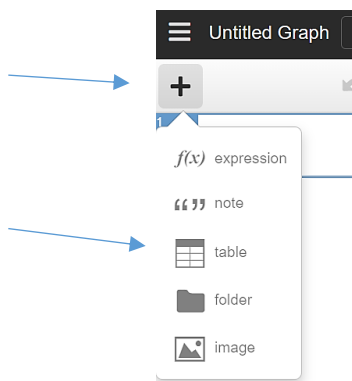 Untitled Graph
1
f(x) expression
note
table
folder
image